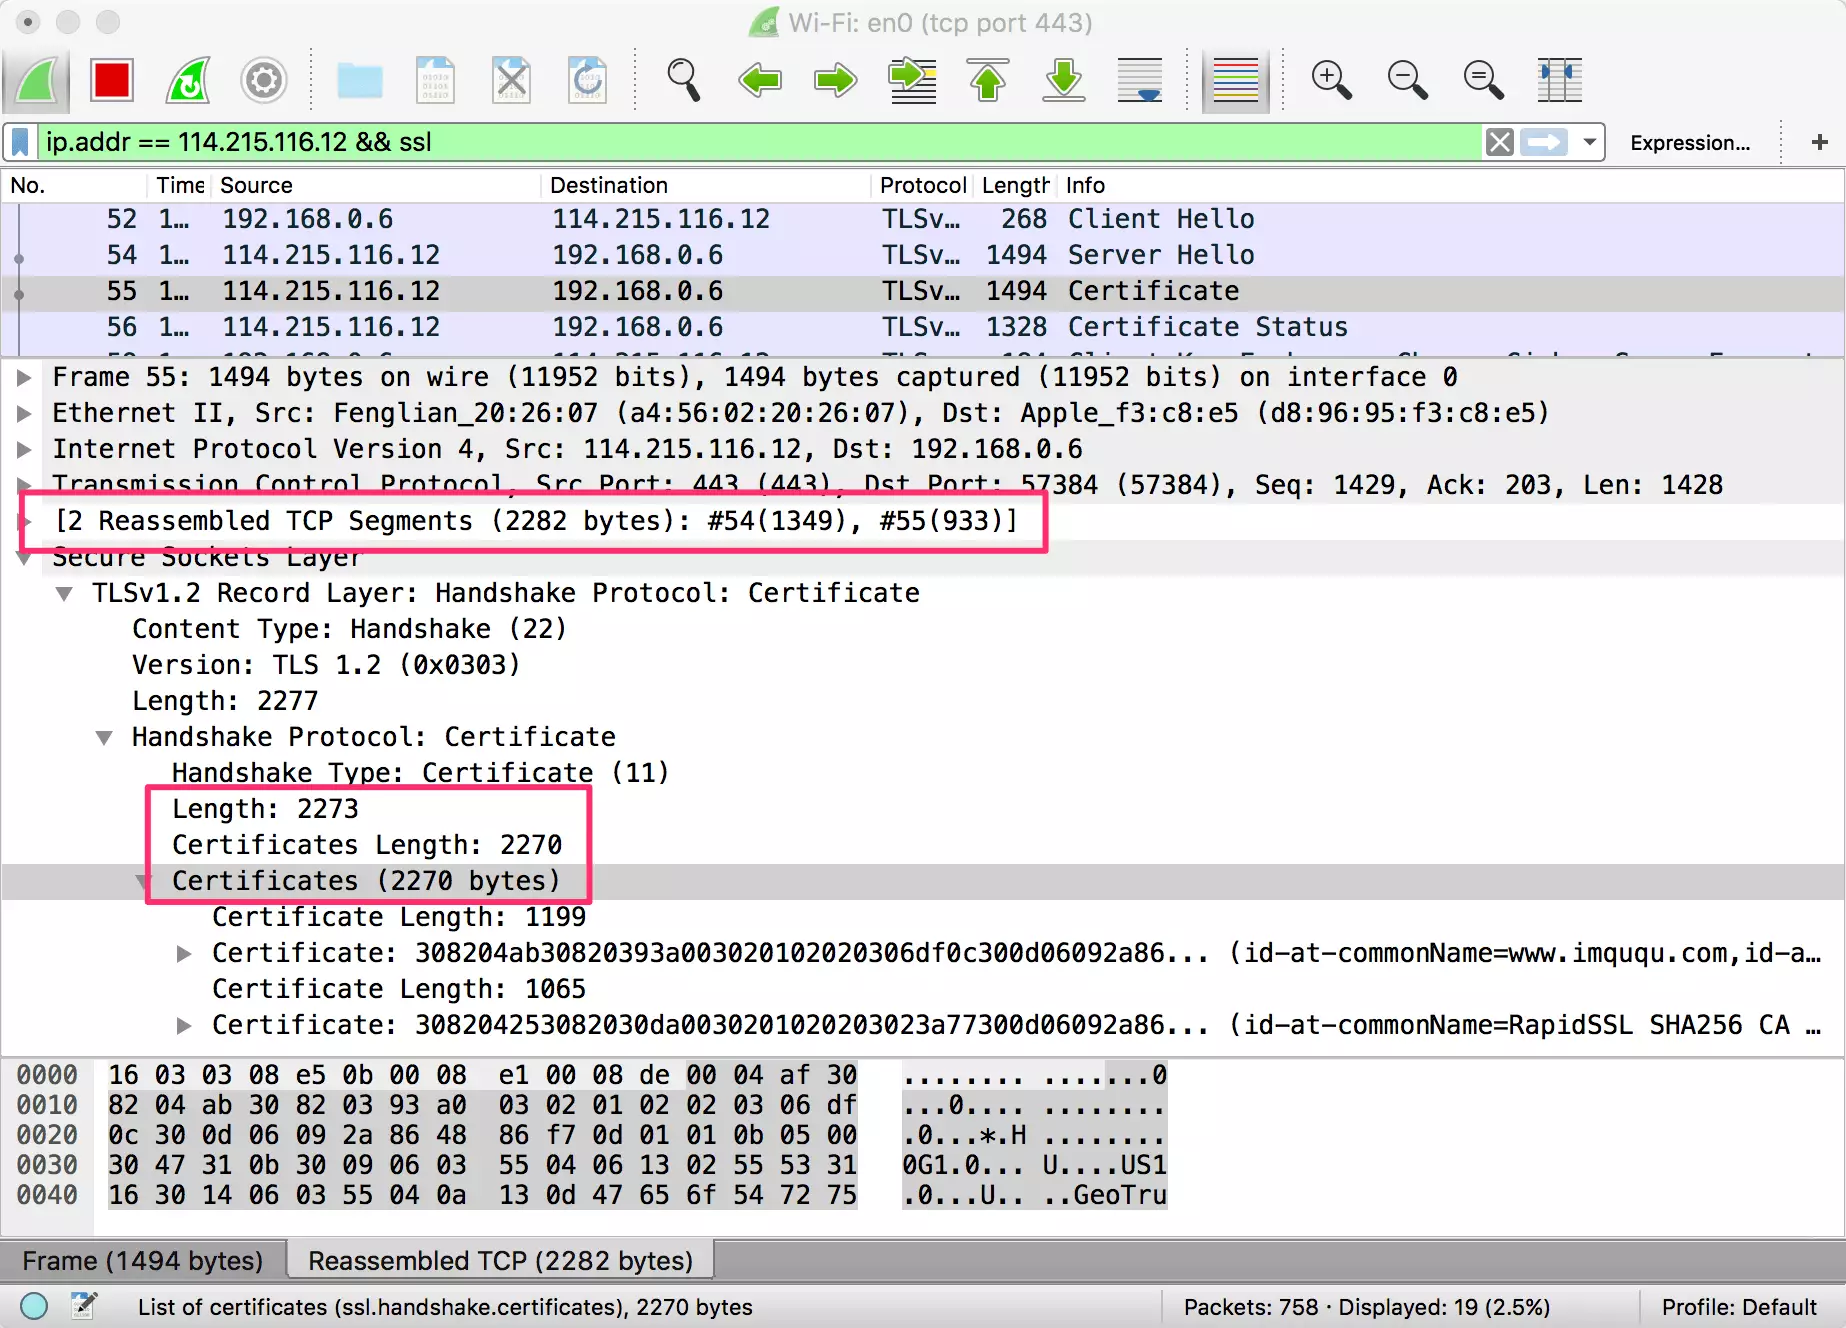 Wi-Fi: en0 (tcp port 443)
ip.addr == 114.215.116.12 && ssl
Expression...
+
No. Time Source Destination Protocol Length Info
52 1... 192.168.0.6 114.215.116.12 TLSv... 268 Client Hello
54 1... 114.215.116.12 192.168.0.6 TLSv... 1494 Server Hello
55 1... 114.215.116.12 192.168.0.6 TLSv... 1494 Certificate
56 1... 114.215.116.12 192.168.0.6 TLSv... 1328 Certificate Status
Frame 55: 1494 bytes on wire (11952 bits), 1494 bytes captured (11952 bits) on interface 0
Ethernet II, Src: Fenglian_20:26:07 (a4:56:02:20:26:07), Dst: Apple_f3:c8:e5 (d8:96:95:f3:c8:e5)
Internet Protocol Version 4, Src: 114.215.116.12, Dst: 192.168.0.6
Transmission Control Protocol, Src Port: 443 (443), Dst Port: 57384 (57384), Seq: 1429, Ack: 203, Len: 1428
[2 Reassembled TCP Segments (2282 bytes): #54(1349), #55(933)]
Secure Sockets Layer
TLSv1.2 Record Layer: Handshake Protocol: Certificate
Content Type: Handshake (22)
Version: TLS 1.2 (0x0303)
Length: 2277
Handshake Protocol: Certificate
Handshake Type: Certificate (11)
Length: 2273
Certificates Length: 2270
Certificates (2270 bytes)
Certificate Length: 1199
Certificate: 308204ab30820393a003020102020306df0c300d06092a86... (id-at-commonName=www.imququ.com,id-a...
Certificate Length: 1065
Certificate: 308204253082030da0030201020203023a77300d06092a86... (id-at-commonName=RapidSSL SHA256 CA ...
0000 16 03 03 08 e5 0b 00 08 e1 00 08 de 00 04 af 30 ........ .......0
0010 82 04 ab 30 82 03 93 a0 03 02 01 02 02 03 06 df ...0.... ........
0020 0c 30 0d 06 09 2a 86 48 86 f7 0d 01 01 0b 05 00 .0...*.H ........
0030 30 47 31 0b 30 09 06 03 55 04 06 13 02 55 53 31 0G1.0... U....US1
0040 16 30 14 06 03 55 04 0a 13 0d 47 65 6f 54 72 75 .0...U.. ..GeoTru
Frame (1494 bytes) Reassembled TCP (2282 bytes)
List of certificates (ssl.handshake.certificates), 2270 bytes Packets: 758 · Displayed: 19 (2.5%) Profile: Default